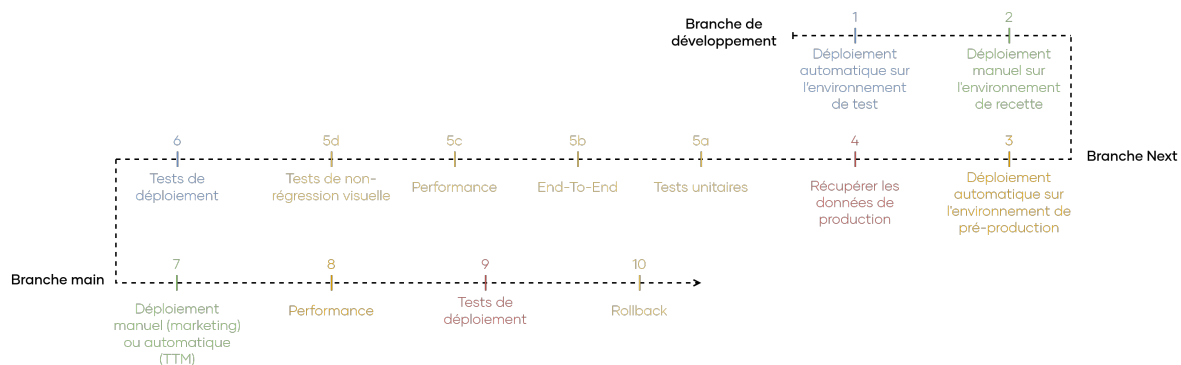 Branche de
développement
1
Déploiement
automatique sur
l'environnement
de test
2
Déploiement
manuel sur
l'environnement
de recette
Branche Next
3
Déploiement
automatique sur
l'environnement de
pré-production
4
Récupérer les
données de
production
5a
Tests unitaires
5b
End-To-End
5c
Performance
5d
Tests de non-
régression visuelle
6
Tests de
déploiement
Branche main
7
Déploiement
manuel (marketing)
ou automatique
(TTM)
8
Performance
9
Tests de
déploiement
10
Rollback